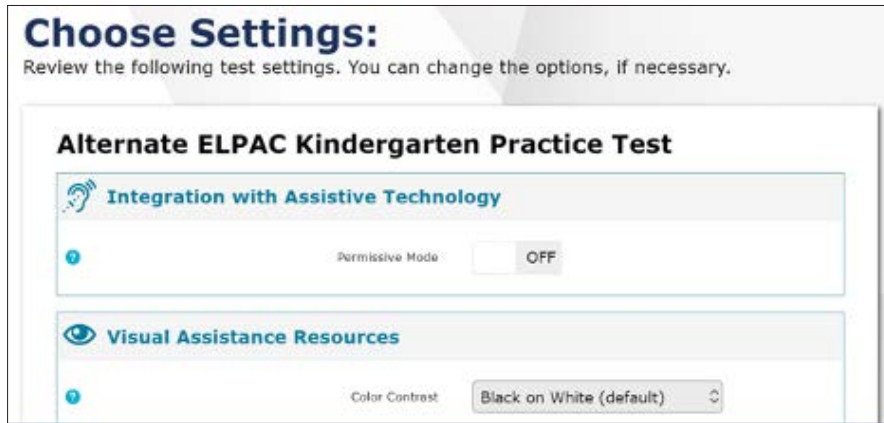 Choose Settings:
Review the following test settings. You can change the options, if necessary.
Alternate ELPAC Kindergarten Practice Test
Integration with Assistive Technology
? Permissive Mode OFF
Visual Assistance Resources
? Color Contrast Black on White (default)